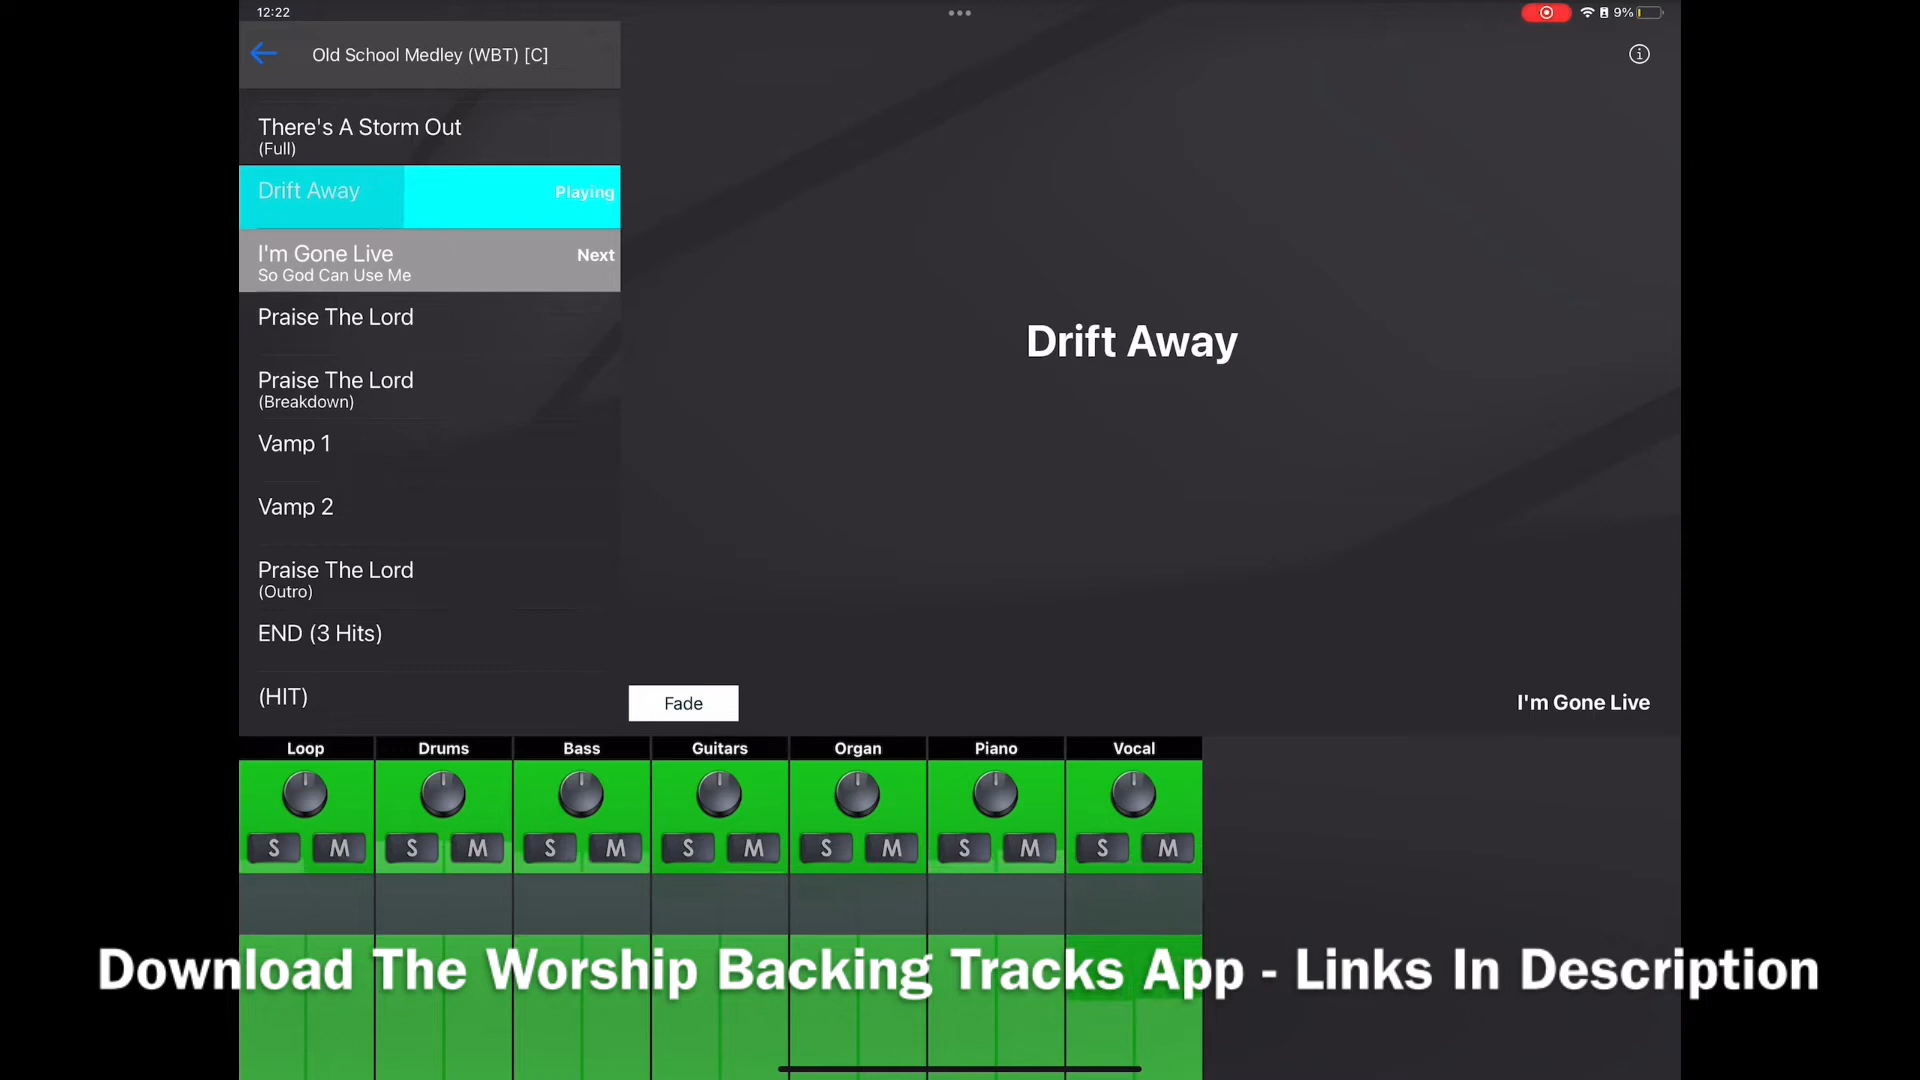 12:22
9%
Old School Medley (WBT) [C]
There's A Storm Out
(Full)
Drift Away
Playing
I'm Gone Live
Next
So God Can Use Me
Praise The Lord
Praise The Lord
(Breakdown)
Vamp 1
Vamp 2
Praise The Lord
(Outro)
END (3 Hits)
(HIT)
Drift Away
Fade
I'm Gone Live
Loop Drums Bass Guitars Organ Piano Vocal
S M S M S M S M S M S M S M
Download The Worship Backing Tracks App - Links In Description